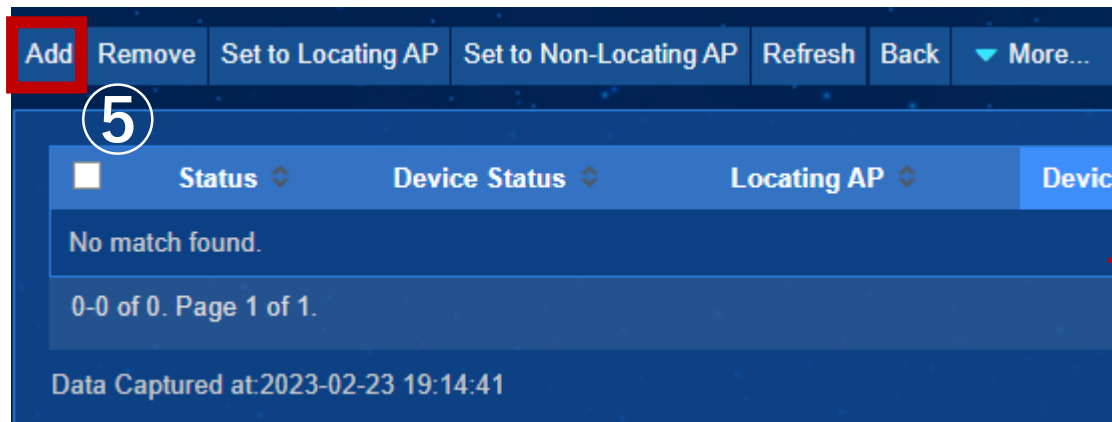 Add Remove Set to Locating AP Set to Non-Locating AP Refresh Back More...
⑤
Status Device Status Locating AP Devic
No match found.
0-0 of 0. Page 1 of 1.
Data Captured at:2023-02-23 19:14:41